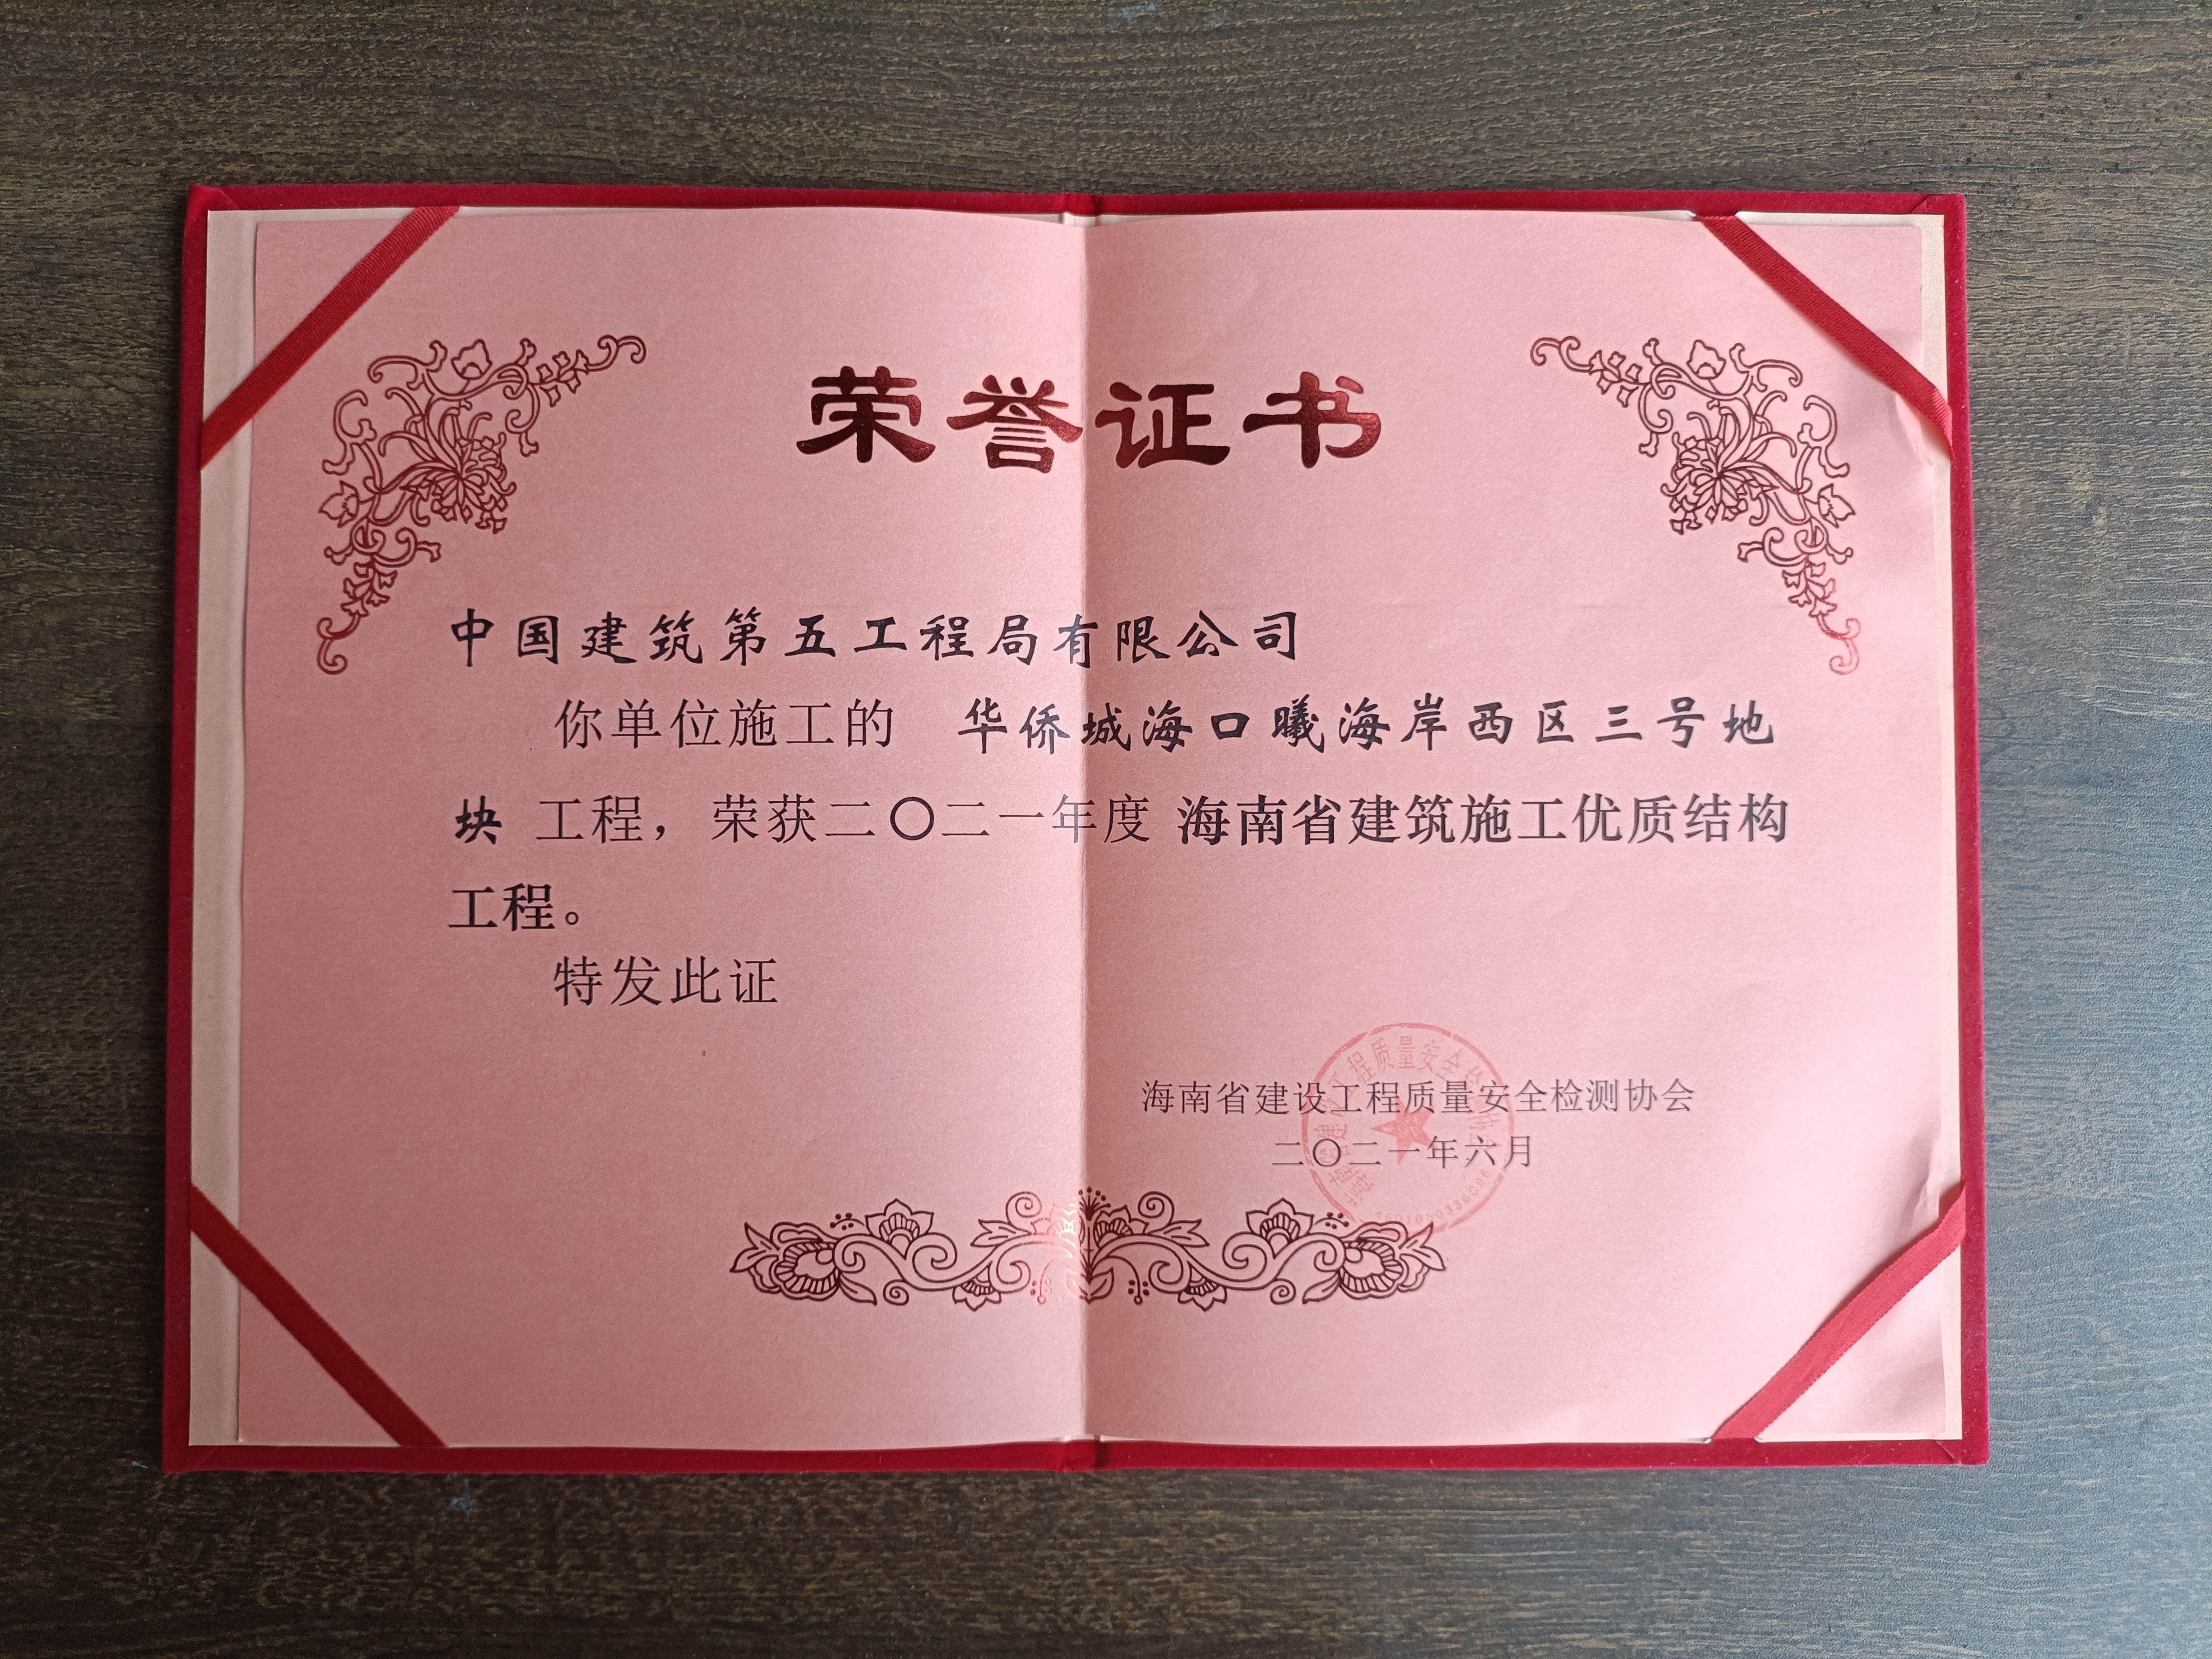 荣誉证书
中国建筑第五工程局有限公司
你单位施工的 华侨城海口曦海岸西区三号地
块 工程，荣获二〇二一年度 海南省建筑施工优质结构
工程。
特发此证
海南省建设工程质量安全检测协会
二〇二一年六月